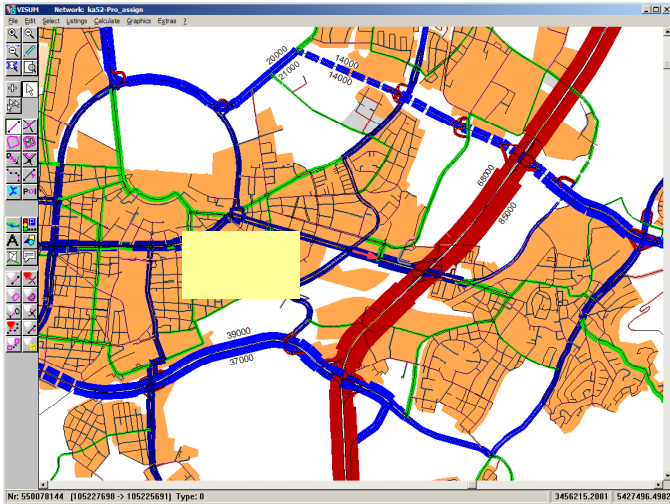 VISUM Network: ka52-Pro_assign
File Edit Select Listings Calculate Graphics Extras ?
20000
21000
14000
14000
68000
85000
39000
37000
A
Nr: 550078144 [105227698 -> 105225691] Type: 0
3456215.2081
5427496.498